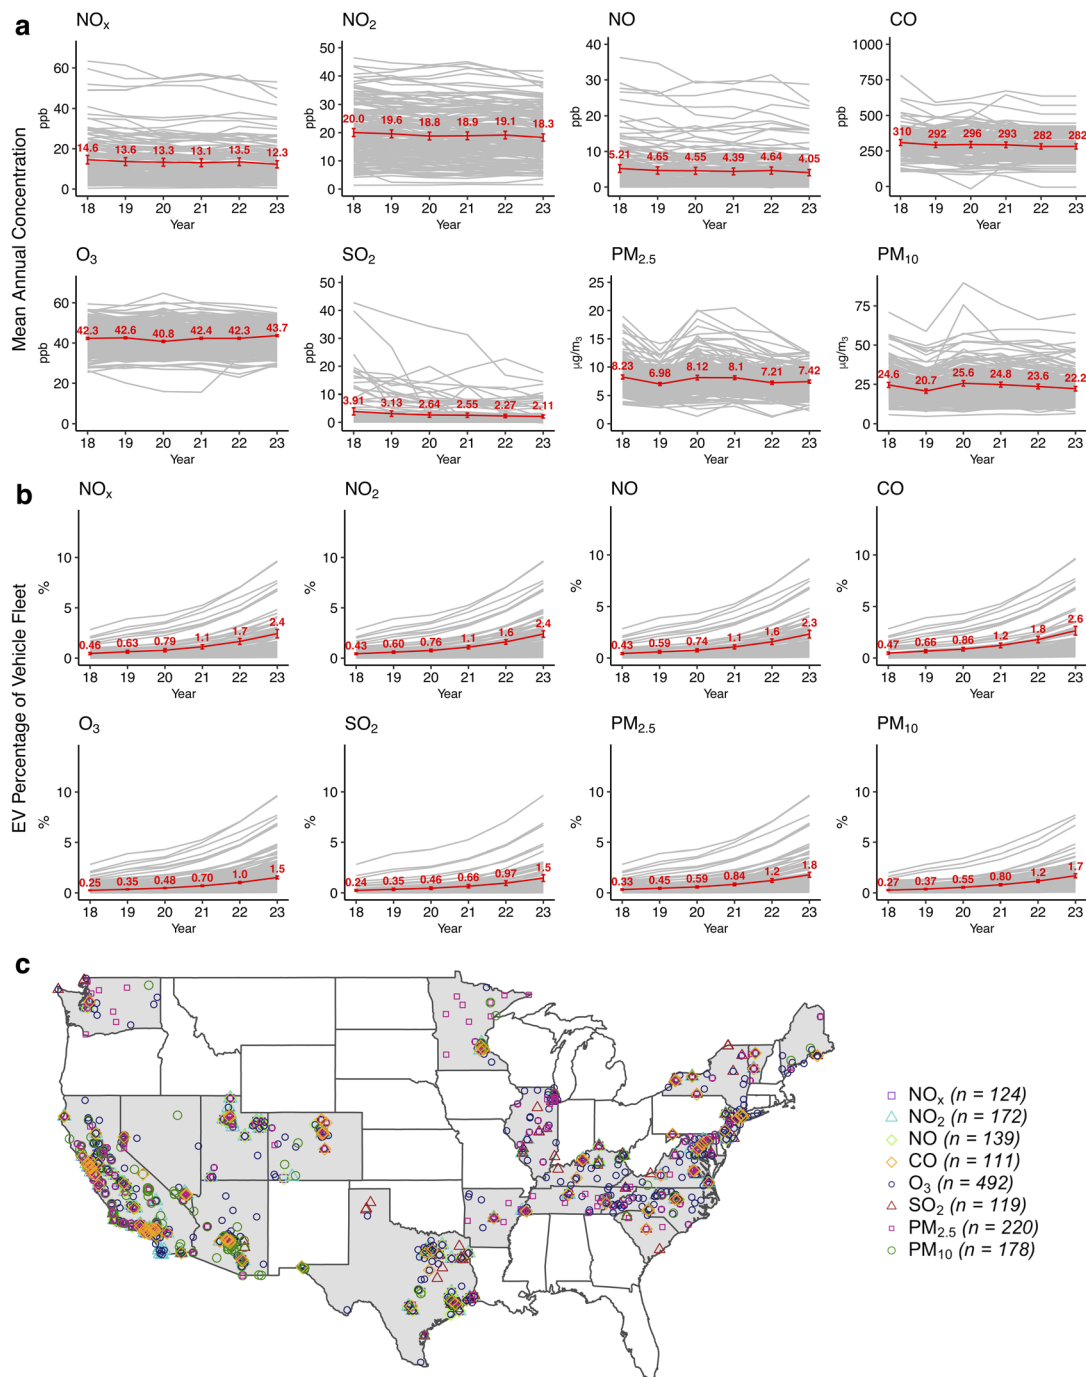 a
NOx NO2 NO CO
Mean Annual Concentration
ppb
60
40
20
0
14.6 13.6 13.3 13.1 13.5 12.3
18 19 20 21 22 23
Year
ppb
50
40
30
20
10
0
20.0 19.6 18.8 18.9 19.1 18.3
18 19 20 21 22 23
Year
ppb
40
30
20
10
0
5.21 4.65 4.55 4.39 4.64 4.05
18 19 20 21 22 23
Year
ppb
1000
750
500
250
0
310 292 296 293 282 282
18 19 20 21 22 23
Year
O3 SO2 PM2.5 PM10
ppb
60
40
20
0
42.3 42.6 40.8 42.4 42.3 43.7
18 19 20 21 22 23
Year
ppb
50
40
30
20
10
0
3.91 3.13 2.64 2.55 2.27 2.11
18 19 20 21 22 23
Year
µg/m3
25
20
15
10
5
0
8.23 6.98 8.12 8.1 7.21 7.42
18 19 20 21 22 23
Year
µg/m3
75
50
25
0
24.6 20.7 25.6 24.8 23.6 22.2
18 19 20 21 22 23
Year
b
NOx NO2 NO CO
EV Percentage of Vehicle Fleet
%
10
5
0
0.46 0.63 0.79 1.1 1.7 2.4
18 19 20 21 22 23
Year
%
10
5
0
0.43 0.60 0.76 1.1 1.6 2.4
18 19 20 21 22 23
Year
%
10
5
0
0.43 0.59 0.74 1.1 1.6 2.3
18 19 20 21 22 23
Year
%
10
5
0
0.47 0.66 0.86 1.2 1.8 2.6
18 19 20 21 22 23
Year
O3 SO2 PM2.5 PM10
%
10
5
0
0.25 0.35 0.48 0.70 1.0 1.5
18 19 20 21 22 23
Year
%
10
5
0
0.24 0.35 0.46 0.66 0.97 1.5
18 19 20 21 22 23
Year
%
10
5
0
0.33 0.45 0.59 0.84 1.2 1.8
18 19 20 21 22 23
Year
%
10
5
0
0.27 0.37 0.55 0.80 1.2 1.7
18 19 20 21 22 23
Year
c
NOx (n = 124)
NO2 (n = 172)
NO (n = 139)
CO (n = 111)
O3 (n = 492)
SO2 (n = 119)
PM2.5 (n = 220)
PM10 (n = 178)